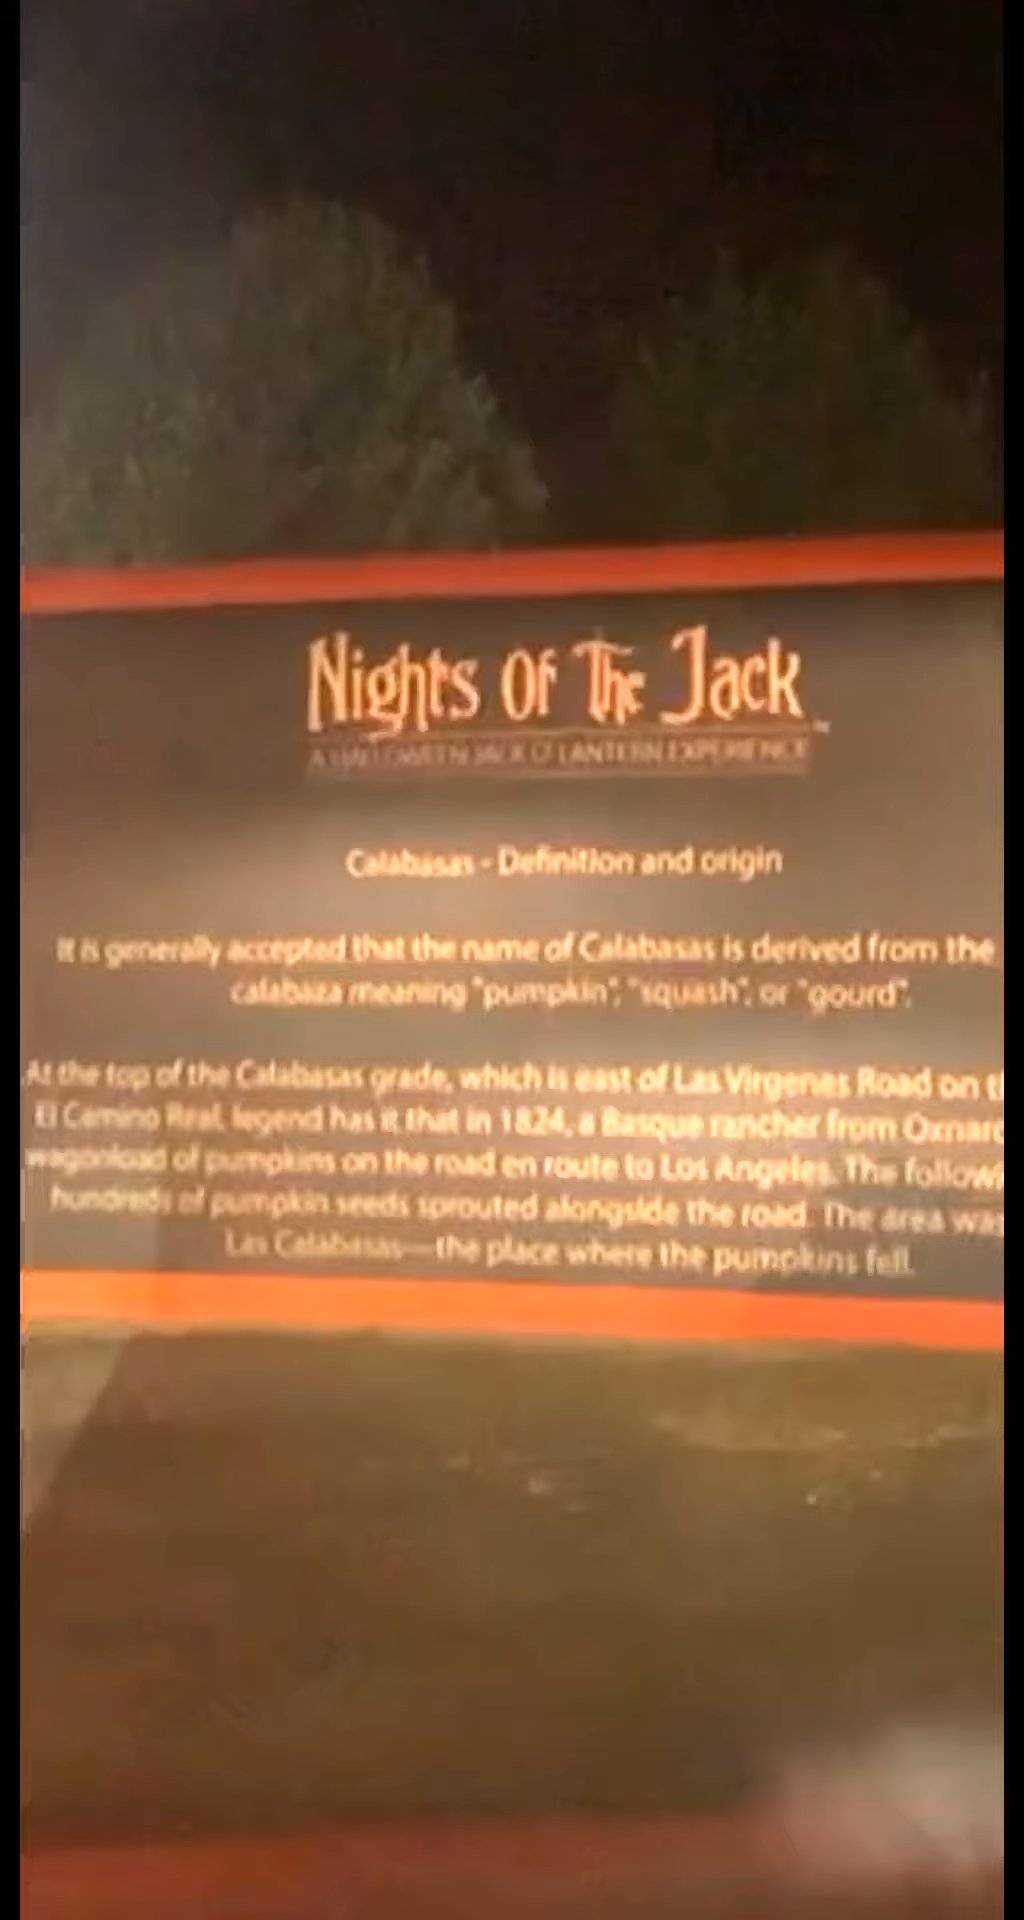 Nights Of The Jack
A HALLOWEEN JACK O' LANTERN EXPERIENCE
Calabasas - Definition and origin
It is generally accepted that the name of Calabasas is derived from the
calabaza meaning "pumpkin", "squash", or "gourd".
At the top of the Calabasas grade, which is east of Las Virgenes Road on
El Camino Real, legend has it that in 1824, a Basque rancher from
wagonload of pumpkins on the road en route to Los Angeles. The
hundreds of pumpkin seeds sprouted alongside the road. The area
Las Calabasas—the place where the pumpkins fell.